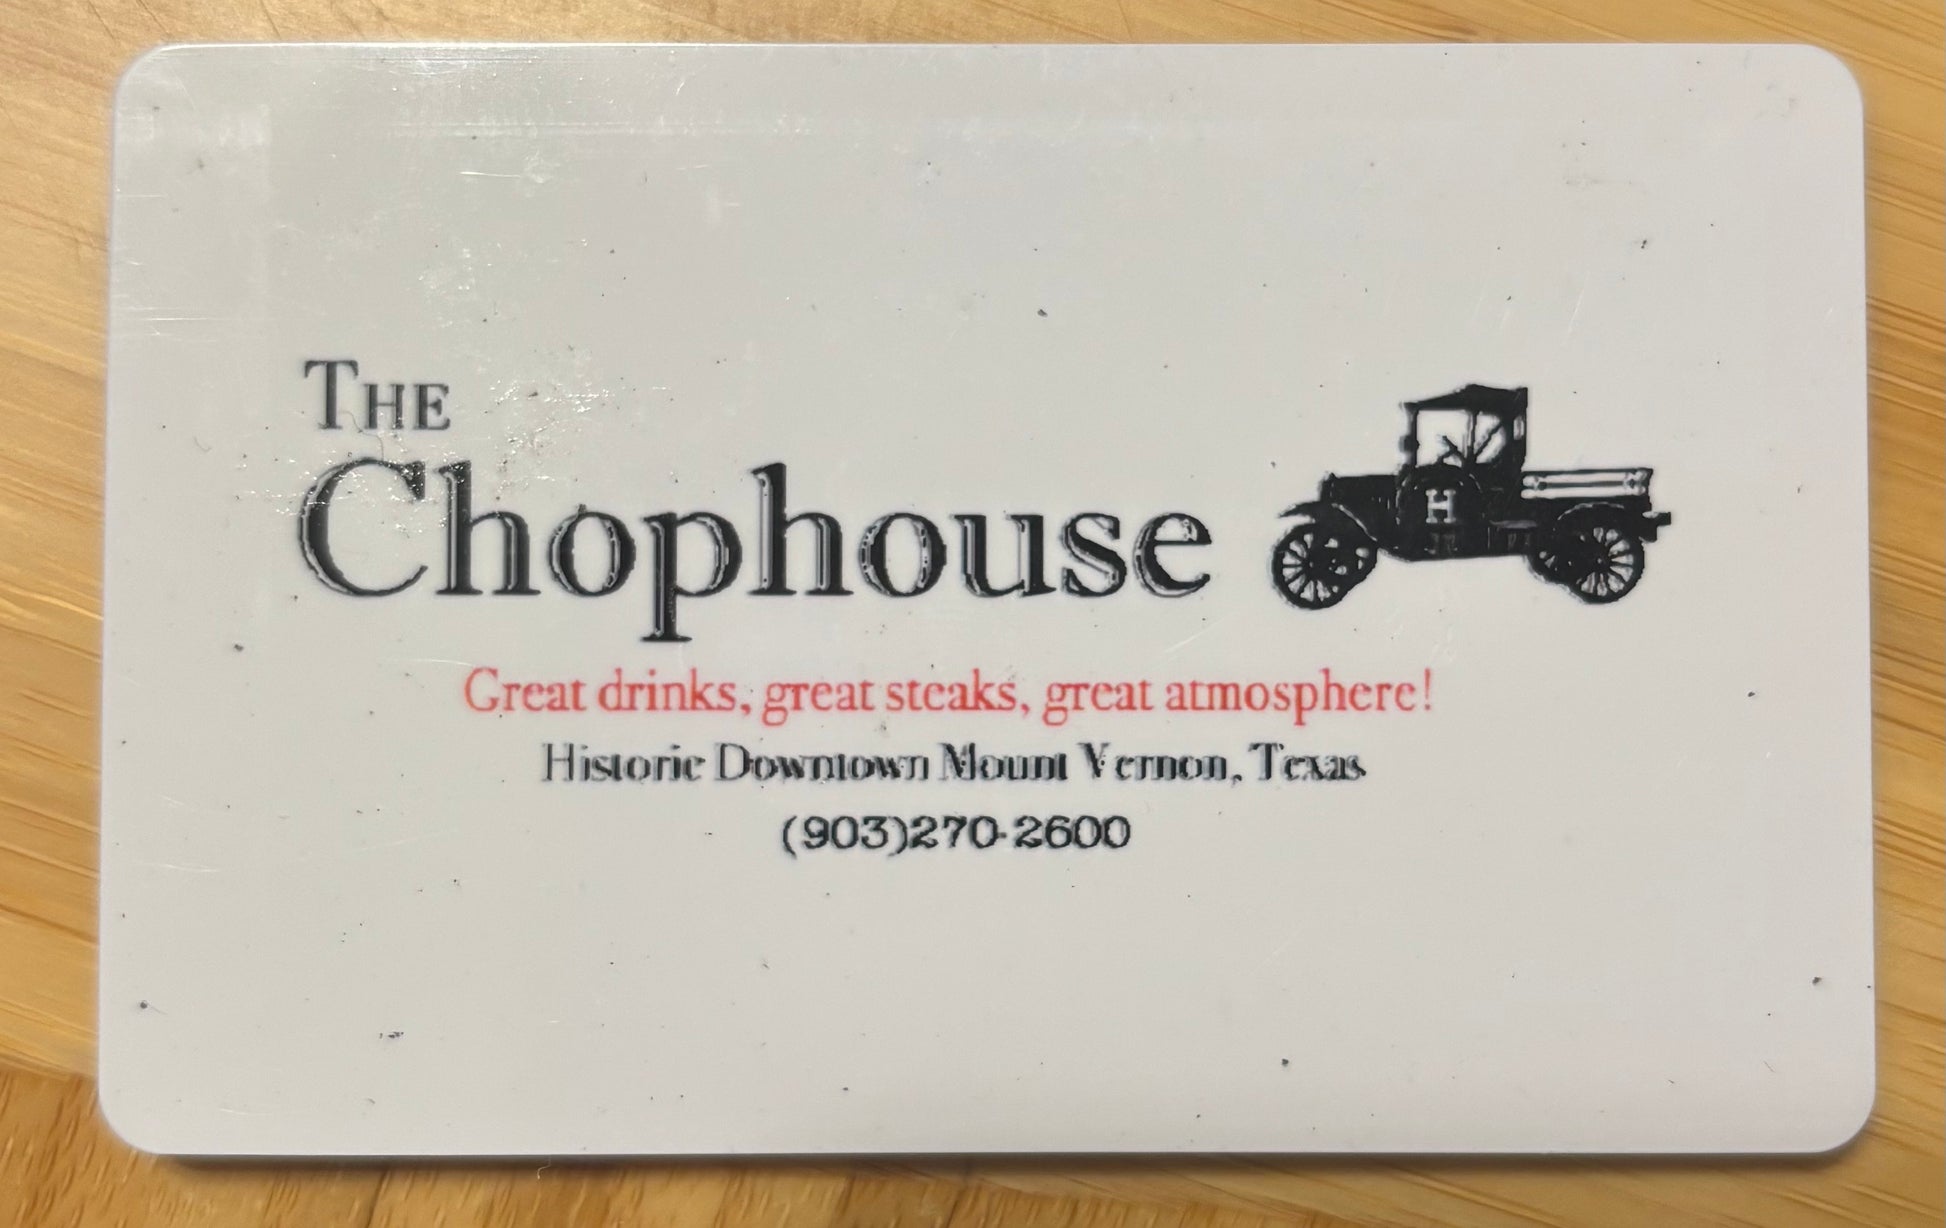 THE
Chophouse
H
Great drinks, great steaks, great atmosphere!
Historic Downtown Mount Vernon, Texas
(903)270-2600